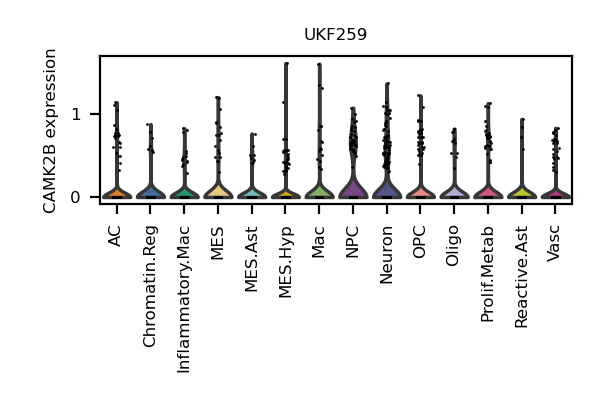 UKF259
CAMK2B expression
1
0
AC
Chromatin.Reg
Inflammatory.Mac
MES
MES.Ast
MES.Hyp
Mac
NPC
Neuron
OPC
Oligo
Prolif.Metab
Reactive.Ast
Vasc